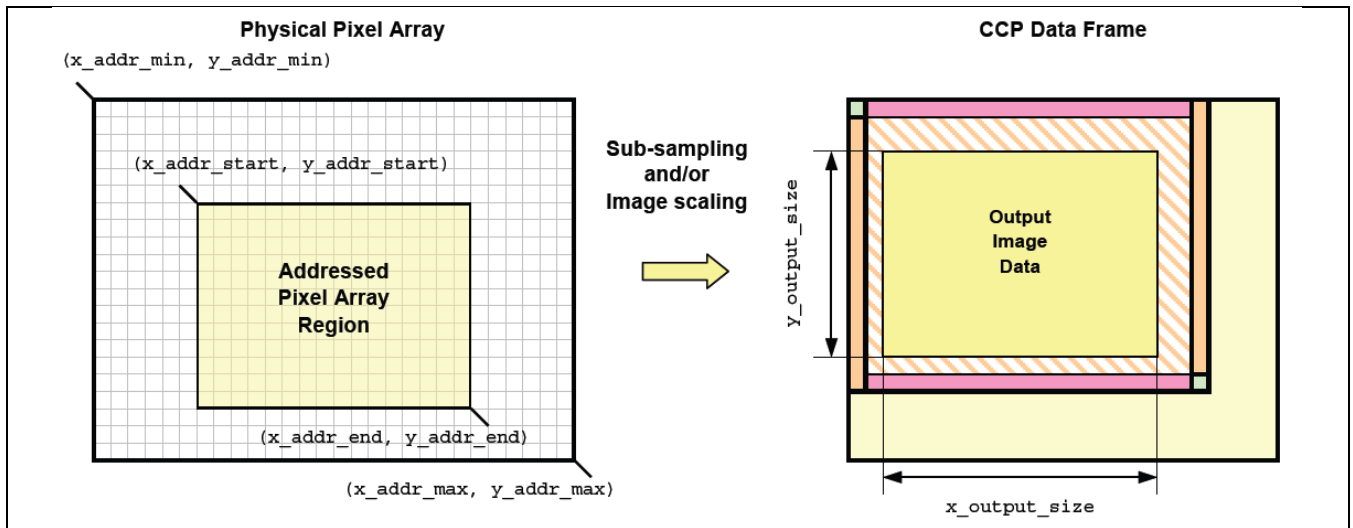 Physical Pixel Array
(x_addr_min, y_addr_min)
(x_addr_start, y_addr_start)
Addressed
Pixel Array
Region
(x_addr_end, y_addr_end)
(x_addr_max, y_addr_max)
Sub-sampling
and/or
Image scaling
CCP Data Frame
y_output_size
Output
Image
Data
x_output_size